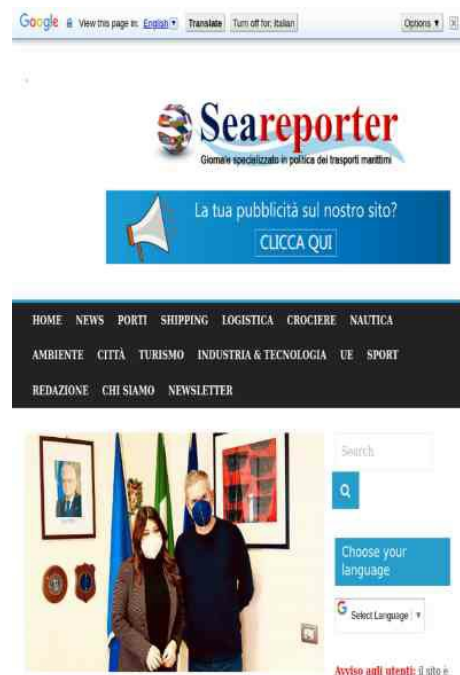 Google View this page in: English Translate Turn off for: Italian Options
Seareporter
Giornale specializzato in politica dei trasporti marittimi
La tua pubblicità sul nostro sito?
CLICCA QUI
HOME NEWS PORTI SHIPPING LOGISTICA CROCIERE NAUTICA
AMBIENTE CITTÀ TURISMO INDUSTRIA & TECNOLOGIA UE SPORT
REDAZIONE CHI SIAMO NEWSLETTER
Search
Choose your
language
G Select Language
Avviso agli utenti: il sito è